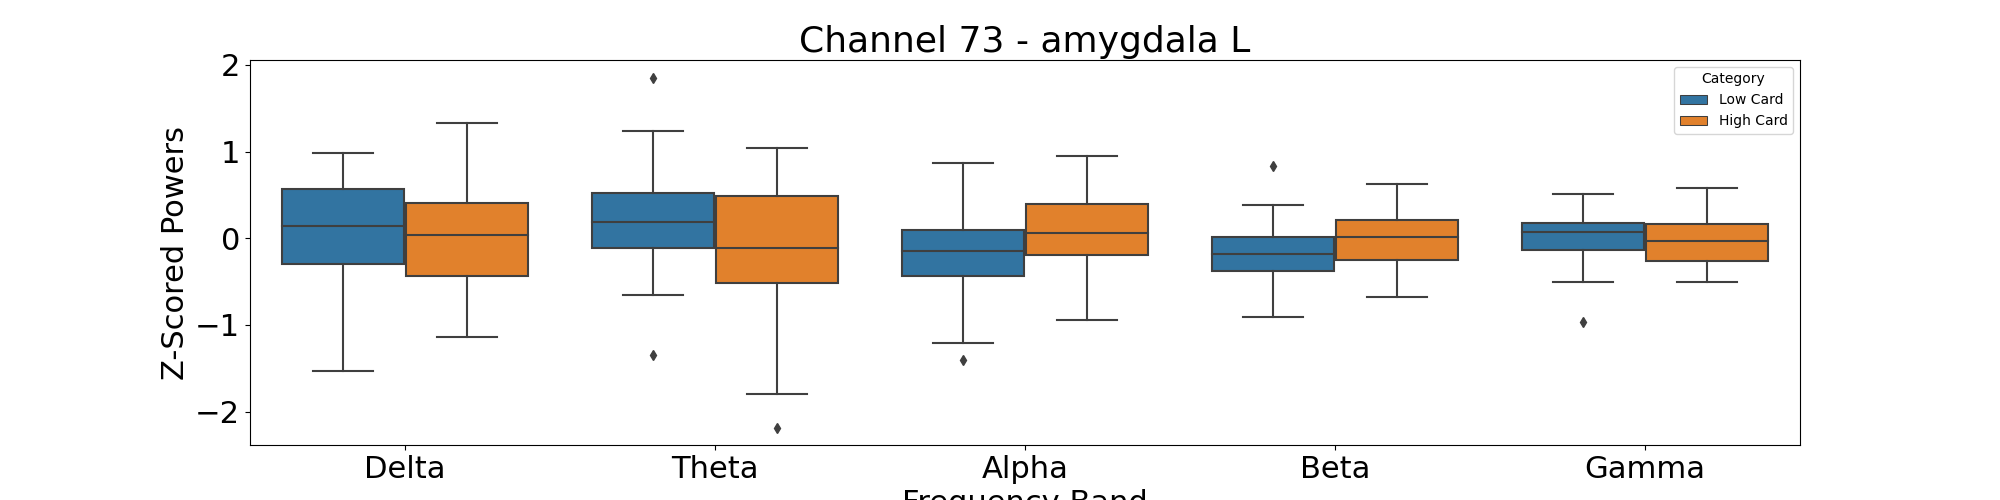 Channel 73 - amygdala L
Z-Scored Powers
2
1
0
−1
−2
Category
Low Card
High Card
Delta Theta Alpha Beta Gamma
Frequency Band